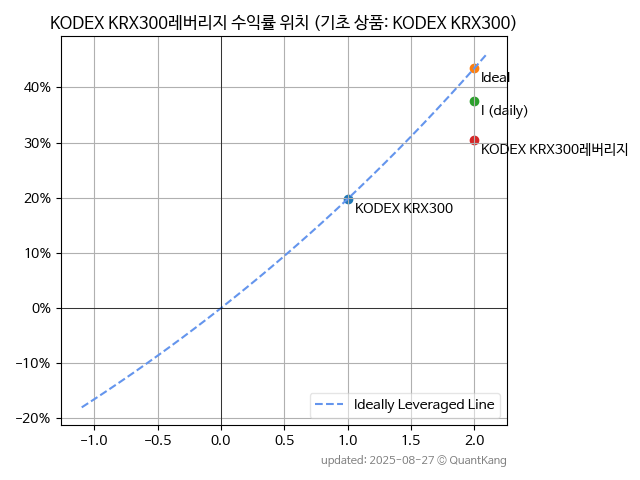 KODEX KRX300레버리지 수익률 위치 (기초 상품: KODEX KRX300)
40%
30%
20%
10%
0%
−10%
−20%
Ideal
I (daily)
KODEX KRX300레버리지
KODEX KRX300
Ideally Leveraged Line
−1.0
−0.5
0.0
0.5
1.0
1.5
2.0
updated: 2025-08-27 © QuantKang